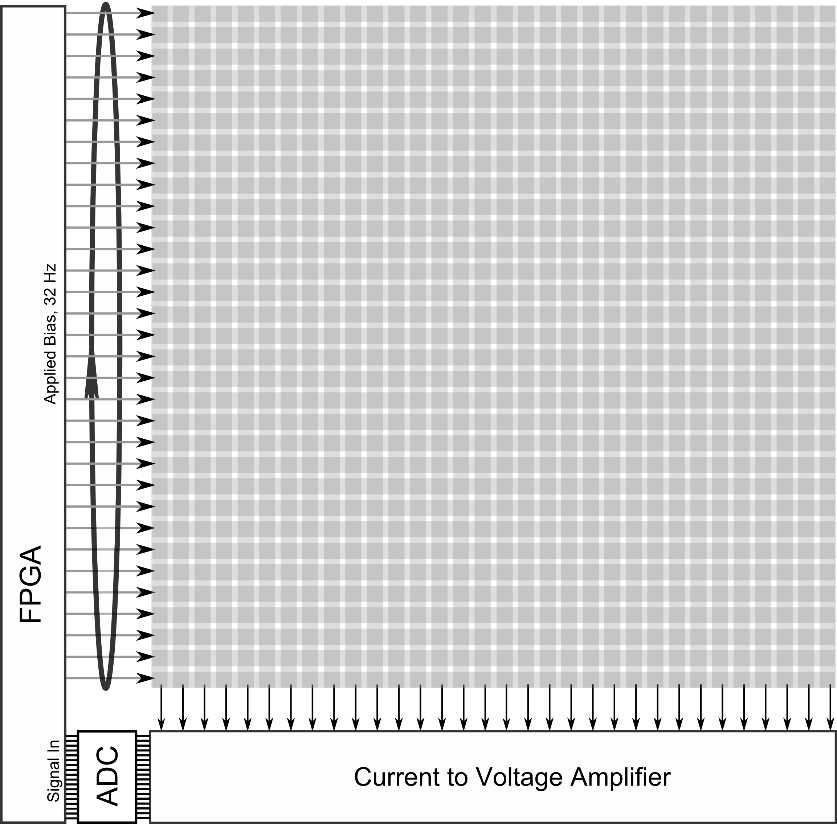 Applied Bias, 32 Hz
FPGA
Signal In
ADC
Current to Voltage Amplifier